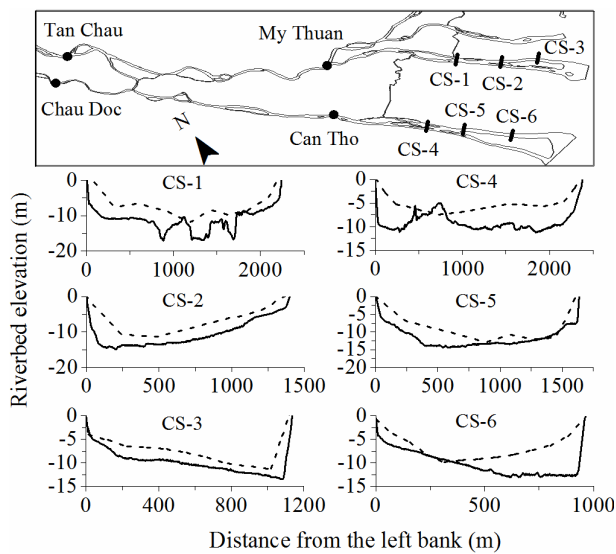 Tan Chau
My Thuan
CS-3
CS-1
CS-2
Chau Doc
N
Can Tho
CS-5
CS-6
CS-4
Riverbed elevation (m)
CS-1
0
-5
-10
-15
-20
0 1000 2000
CS-4
0
-5
-10
-15
0 1000 2000
CS-2
0
-5
-10
-15
-20
0 500 1000 1500
CS-5
0
-5
-10
-15
-20
0 500 1000 1500
CS-3
0
-5
-10
-15
0 400 800 1200
CS-6
0
-5
-10
-15
0 500 1000
Distance from the left bank (m)